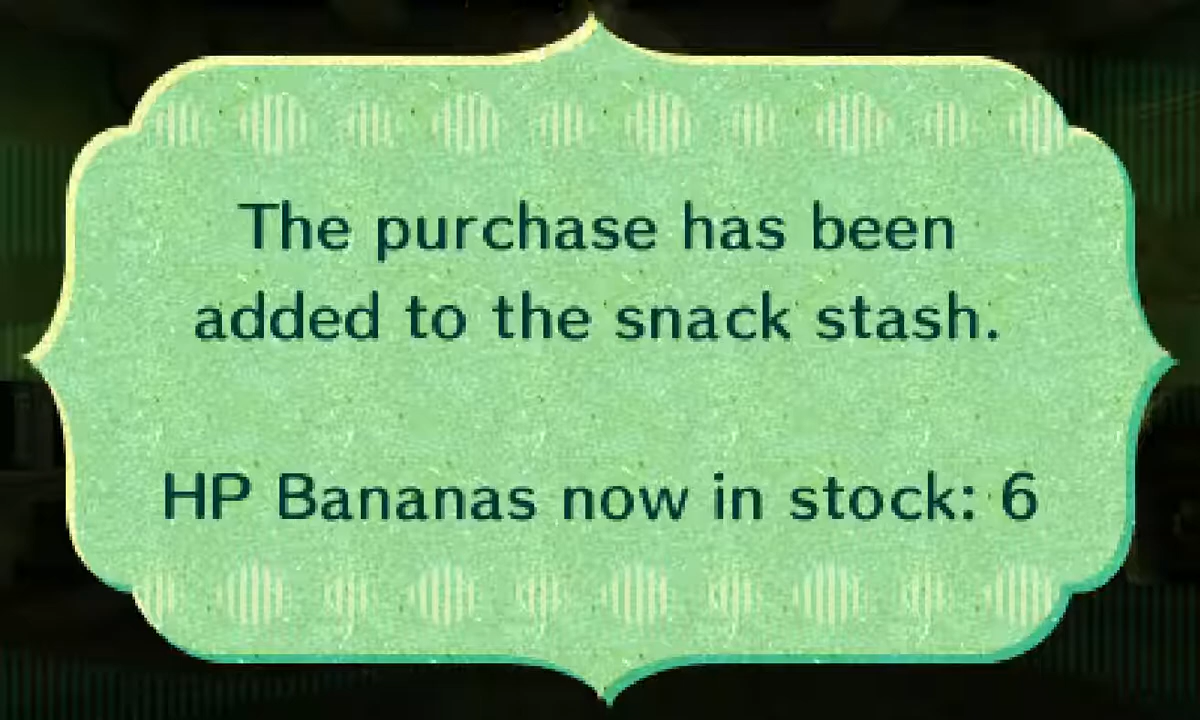 The purchase has been
added to the snack stash.
HP Bananas now in stock: 6